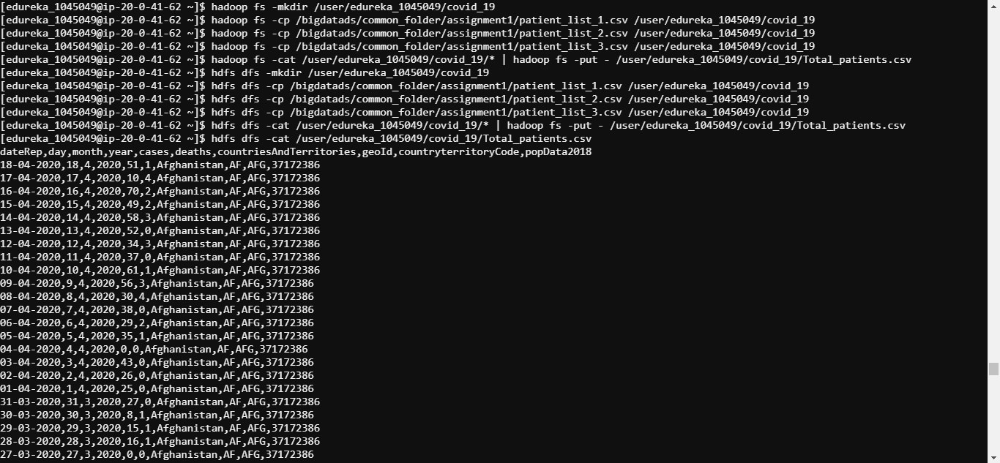 [edureka_1045049@ip-20-0-41-62 ~]$ hadoop fs -mkdir /user/edureka_1045049/covid_19
[edureka_1045049@ip-20-0-41-62 ~]$ hadoop fs -cp /bigdatads/common_folder/assignment1/patient_list_1.csv /user/edureka_1045049/covid_19
[edureka_1045049@ip-20-0-41-62 ~]$ hadoop fs -cp /bigdatads/common_folder/assignment1/patient_list_2.csv /user/edureka_1045049/covid_19
[edureka_1045049@ip-20-0-41-62 ~]$ hadoop fs -cp /bigdatads/common_folder/assignment1/patient_list_3.csv /user/edureka_1045049/covid_19
[edureka_1045049@ip-20-0-41-62 ~]$ hadoop fs -cat /user/edureka_1045049/covid_19/* | hadoop fs -put - /user/edureka_1045049/covid_19/Total_patients.csv
[edureka_1045049@ip-20-0-41-62 ~]$ hdfs dfs -mkdir /user/edureka_1045049/covid_19
[edureka_1045049@ip-20-0-41-62 ~]$ hdfs dfs -cp /bigdatads/common_folder/assignment1/patient_list_1.csv /user/edureka_1045049/covid_19
[edureka_1045049@ip-20-0-41-62 ~]$ hdfs dfs -cp /bigdatads/common_folder/assignment1/patient_list_2.csv /user/edureka_1045049/covid_19
[edureka_1045049@ip-20-0-41-62 ~]$ hdfs dfs -cp /bigdatads/common_folder/assignment1/patient_list_3.csv /user/edureka_1045049/covid_19
[edureka_1045049@ip-20-0-41-62 ~]$ hdfs dfs -cat /user/edureka_1045049/covid_19/* | hadoop fs -put - /user/edureka_1045049/covid_19/Total_patients.csv
[edureka_1045049@ip-20-0-41-62 ~]$ hdfs dfs -cat /user/edureka_1045049/covid_19/Total_patients.csv
dateRep,day,month,year,cases,deaths,countriesAndTerritories,geoId,countryterritoryCode,popData2018
18-04-2020,18,4,2020,51,1,Afghanistan,AF,AFG,37172386
17-04-2020,17,4,2020,10,4,Afghanistan,AF,AFG,37172386
16-04-2020,16,4,2020,70,2,Afghanistan,AF,AFG,37172386
15-04-2020,15,4,2020,49,2,Afghanistan,AF,AFG,37172386
14-04-2020,14,4,2020,58,3,Afghanistan,AF,AFG,37172386
13-04-2020,13,4,2020,52,0,Afghanistan,AF,AFG,37172386
12-04-2020,12,4,2020,34,3,Afghanistan,AF,AFG,37172386
11-04-2020,11,4,2020,37,0,Afghanistan,AF,AFG,37172386
10-04-2020,10,4,2020,61,1,Afghanistan,AF,AFG,37172386
09-04-2020,9,4,2020,56,3,Afghanistan,AF,AFG,37172386
08-04-2020,8,4,2020,30,4,Afghanistan,AF,AFG,37172386
07-04-2020,7,4,2020,38,0,Afghanistan,AF,AFG,37172386
06-04-2020,6,4,2020,29,2,Afghanistan,AF,AFG,37172386
05-04-2020,5,4,2020,35,1,Afghanistan,AF,AFG,37172386
04-04-2020,4,4,2020,0,0,Afghanistan,AF,AFG,37172386
03-04-2020,3,4,2020,43,0,Afghanistan,AF,AFG,37172386
02-04-2020,2,4,2020,26,0,Afghanistan,AF,AFG,37172386
01-04-2020,1,4,2020,25,0,Afghanistan,AF,AFG,37172386
31-03-2020,31,3,2020,27,0,Afghanistan,AF,AFG,37172386
30-03-2020,30,3,2020,8,1,Afghanistan,AF,AFG,37172386
29-03-2020,29,3,2020,15,1,Afghanistan,AF,AFG,37172386
28-03-2020,28,3,2020,16,1,Afghanistan,AF,AFG,37172386
27-03-2020,27,3,2020,0,0,Afghanistan,AF,AFG,37172386